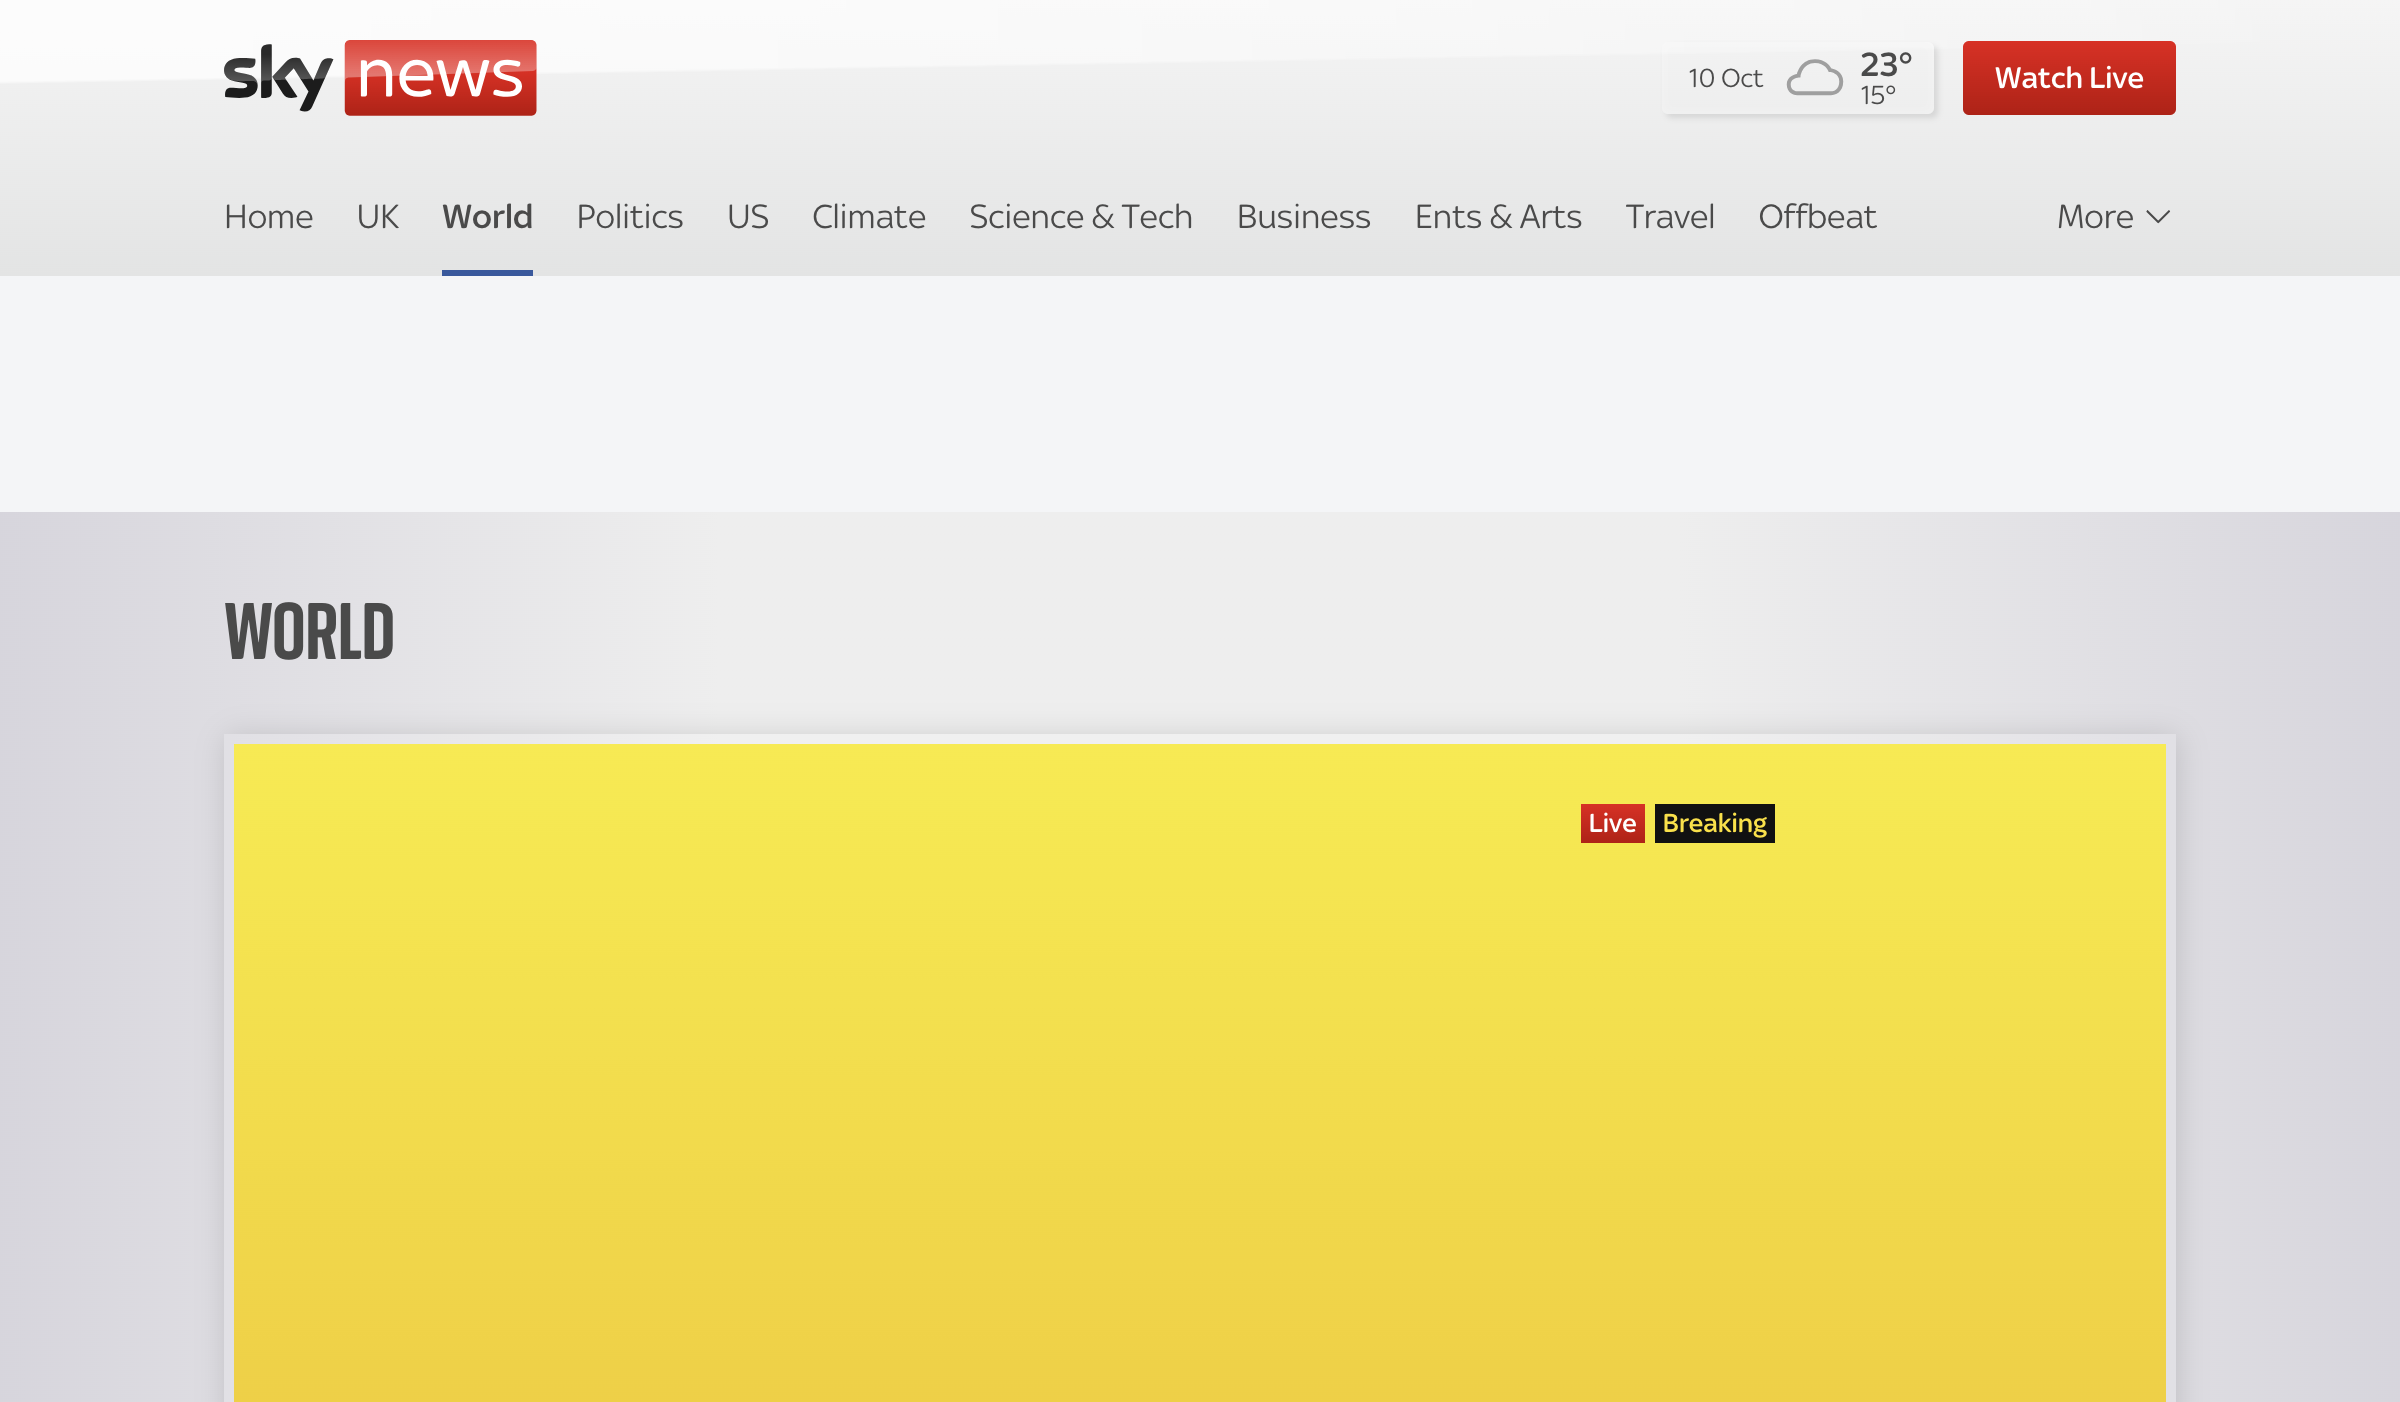 sky news
10 Oct 23° 15°
Watch Live
Home UK World Politics US Climate Science & Tech Business Ents & Arts Travel Offbeat More
WORLD
Live Breaking